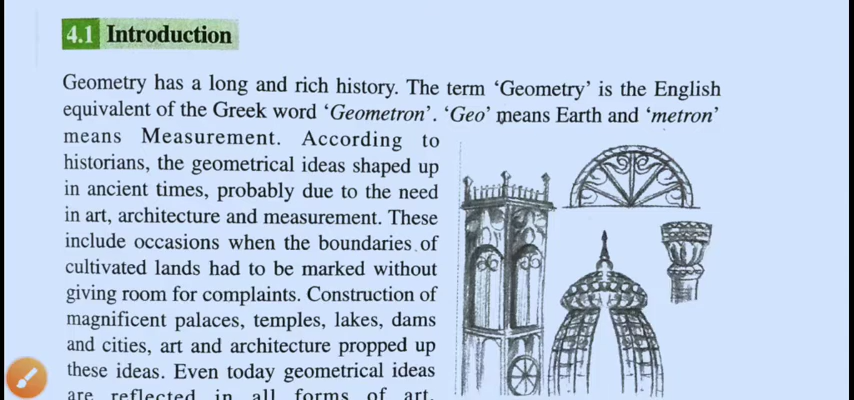 4.1 Introduction
Geometry has a long and rich history. The term ‘Geometry’ is the English
equivalent of the Greek word ‘Geometron’. ‘Geo’ means Earth and ‘metron’
means Measurement. According to
historians, the geometrical ideas shaped up
in ancient times, probably due to the need
in art, architecture and measurement. These
include occasions when the boundaries of
cultivated lands had to be marked without
giving room for complaints. Construction of
magnificent palaces, temples, lakes, dams
and cities, art and architecture propped up
these ideas. Even today geometrical ideas
are reflected in all forms of art,